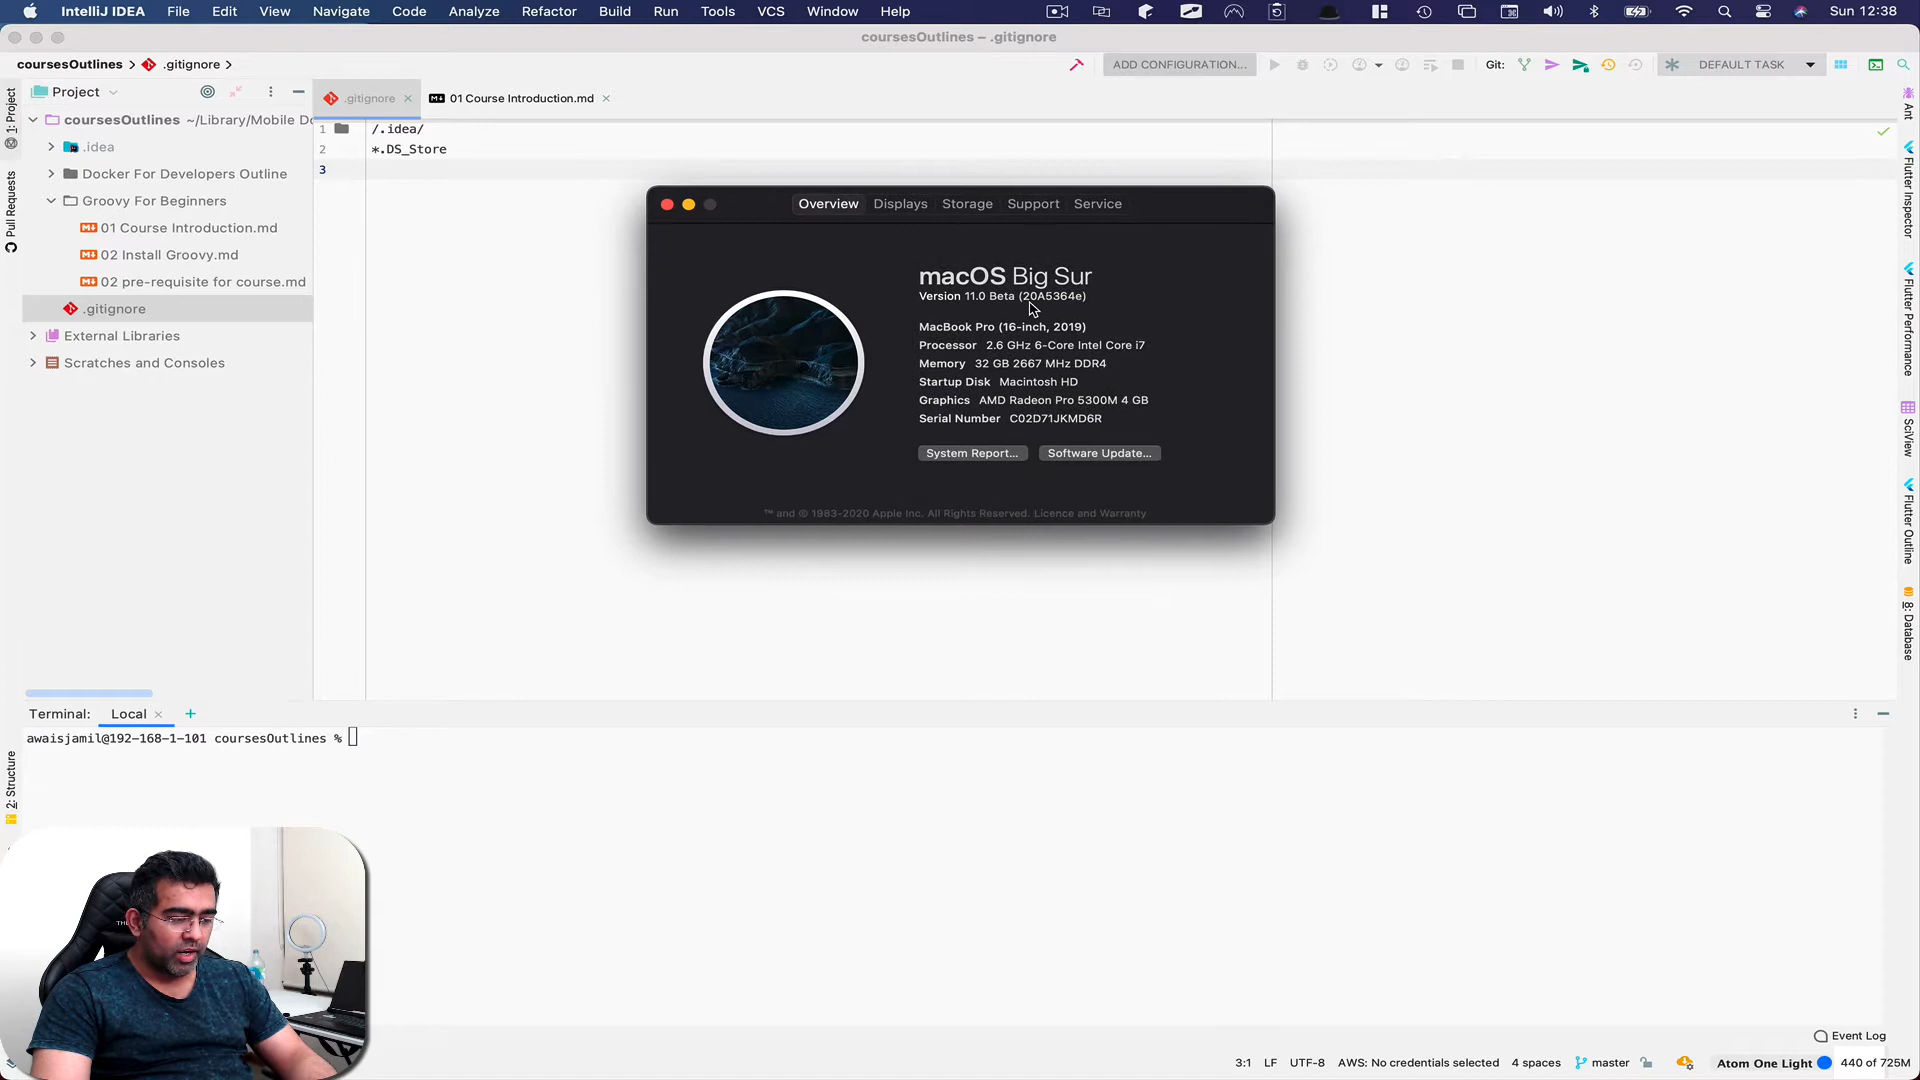 IntelliJ IDEA File Edit View Navigate Code Analyze Refactor Build Run Tools VCS Window Help Sun 12:38
coursesOutlines – .gitignore
coursesOutlines .gitignore ADD CONFIGURATION... Git: DEFAULT TASK
Project .gitignore 01 Course Introduction.md
coursesOutlines ~/Library/Mobile Do
.idea
Docker For Developers Outline
Groovy For Beginners
01 Course Introduction.md
02 Install Groovy.md
02 pre-requisite for course.md
.gitignore
External Libraries
Scratches and Consoles
1 /.idea/
2 *.DS_Store
3
Overview Displays Storage Support Service
macOS Big Sur
Version 11.0 Beta (20A5364e)
MacBook Pro (16-inch, 2019)
Processor 2.6 GHz 6-Core Intel Core i7
Memory 32 GB 2667 MHz DDR4
Startup Disk Macintosh HD
Graphics AMD Radeon Pro 5300M 4 GB
Serial Number C02D71JKMD6R
System Report... Software Update...
™ and © 1983-2020 Apple Inc. All Rights Reserved. Licence and Warranty
1: Project
Pull Requests
2: Structure
Ant
Flutter Inspector
Flutter Performance
SciView
Flutter Outline
8: Database
Terminal: Local
awaisjamil@192-168-1-101 coursesOutlines %
Event Log
3:1 LF UTF-8 AWS: No credentials selected 4 spaces master Atom One Light 440 of 725M